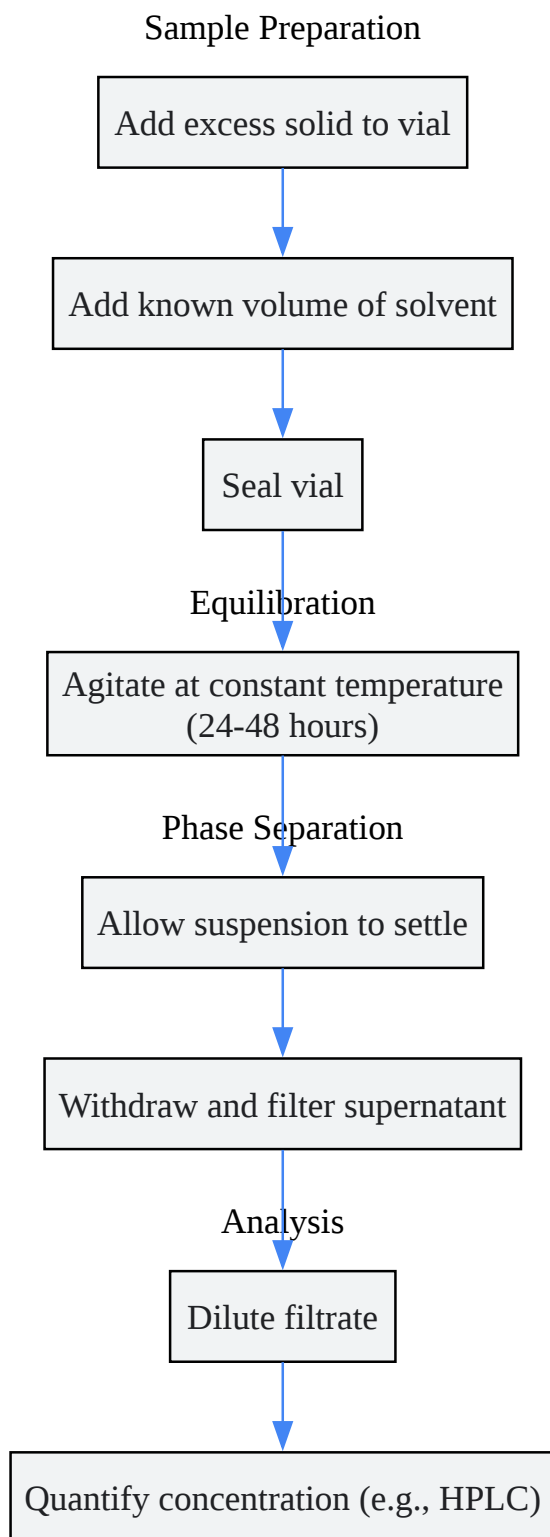 Sample Preparation
Add excess solid to vial
Add known volume of solvent
Seal vial
Equilibration
Agitate at constant temperature
(24-48 hours)
Phase Separation
Allow suspension to settle
Withdraw and filter supernatant
Analysis
Dilute filtrate
Quantify concentration (e.g., HPLC)